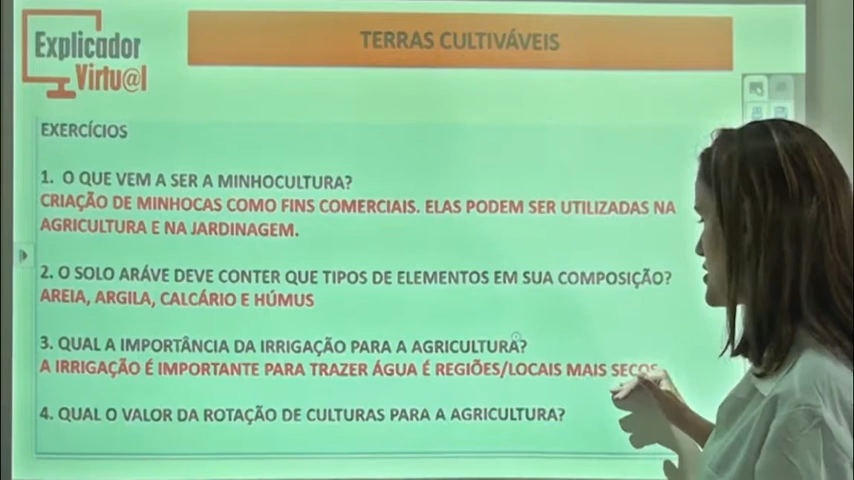 Explicador
Virtu@l
TERRAS CULTIVÁVEIS
EXERCÍCIOS
1. O QUE VEM A SER A MINHOCULTURA?
CRIAÇÃO DE MINHOCAS COMO FINS COMERCIAIS. ELAS PODEM SER UTILIZADAS NA
AGRICULTURA E NA JARDINAGEM.
2. O SOLO ARÁVE DEVE CONTER QUE TIPOS DE ELEMENTOS EM SUA COMPOSIÇÃO?
AREIA, ARGILA, CALCÁRIO E HÚMUS
3. QUAL A IMPORTÂNCIA DA IRRIGAÇÃO PARA A AGRICULTURA?
A IRRIGAÇÃO É IMPORTANTE PARA TRAZER ÁGUA É REGIÕES/LOCAIS MAIS SECOS
4. QUAL O VALOR DA ROTAÇÃO DE CULTURAS PARA A AGRICULTURA?